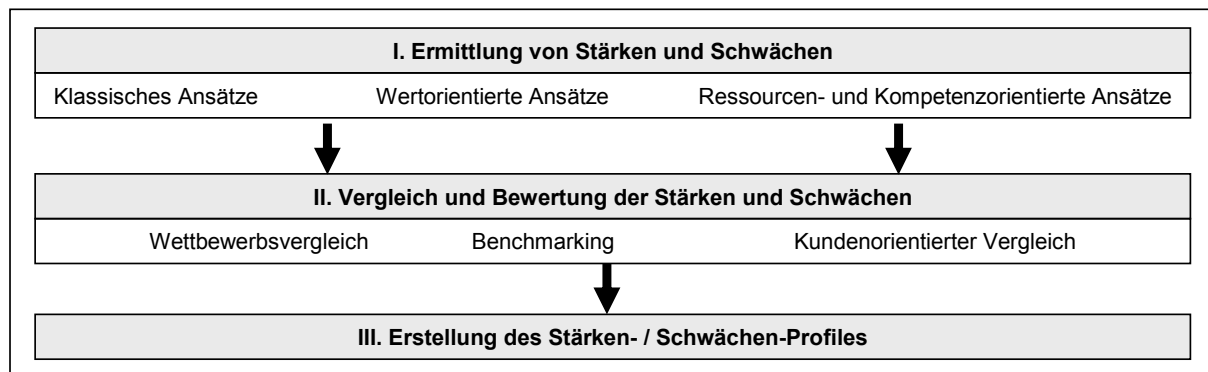 I. Ermittlung von Stärken und Schwächen
Klassisches Ansätze Wertorientierte Ansätze Ressourcen- und Kompetenzorientierte Ansätze
II. Vergleich und Bewertung der Stärken und Schwächen
Wettbewerbsvergleich Benchmarking Kundenorientierter Vergleich
III. Erstellung des Stärken- / Schwächen-Profiles